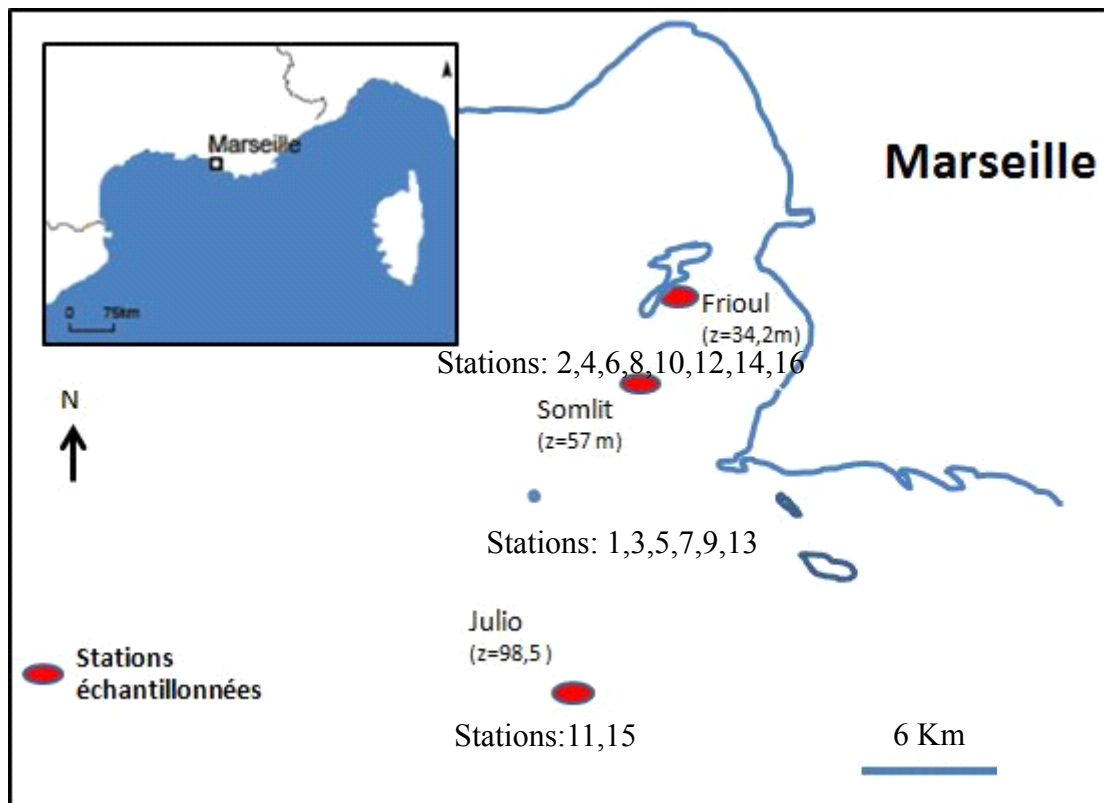 Marseille
0 75km
Marseille
Frioul
(z=34,2m)
Stations: 2,4,6,8,10,12,14,16
N
Somlit
(z=57 m)
Stations: 1,3,5,7,9,13
Julio
(z=98,5 )
Stations
échantillonnées
Stations:11,15
6 Km